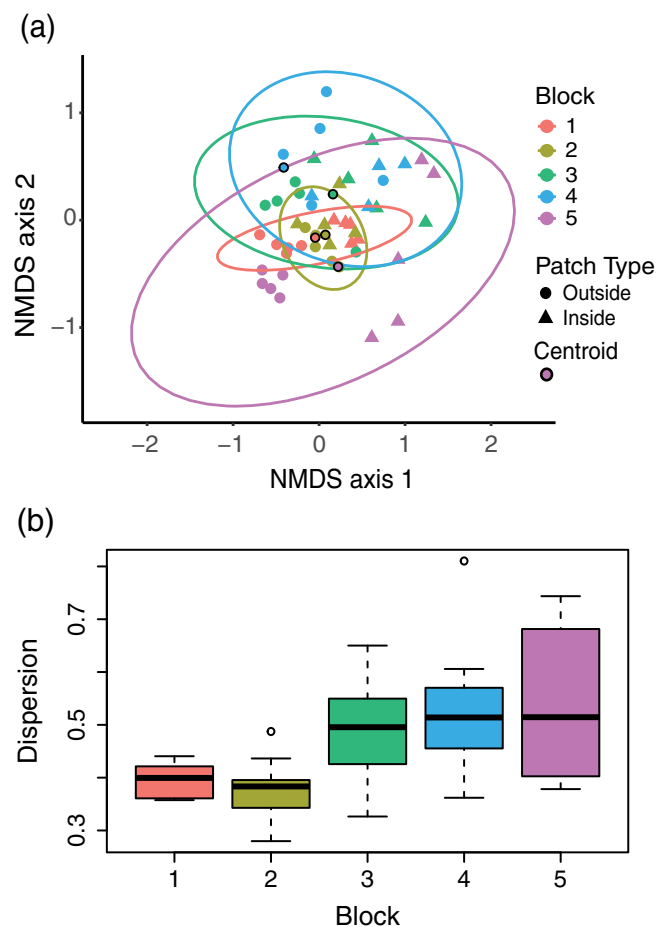 (a)
NMDS axis 2
1
0
−1
−2
−1
0
1
2
NMDS axis 1
Block
1
2
3
4
5
Patch Type
Outside
Inside
Centroid
(b)
Dispersion
0.7
0.5
0.3
1
2
3
4
5
Block